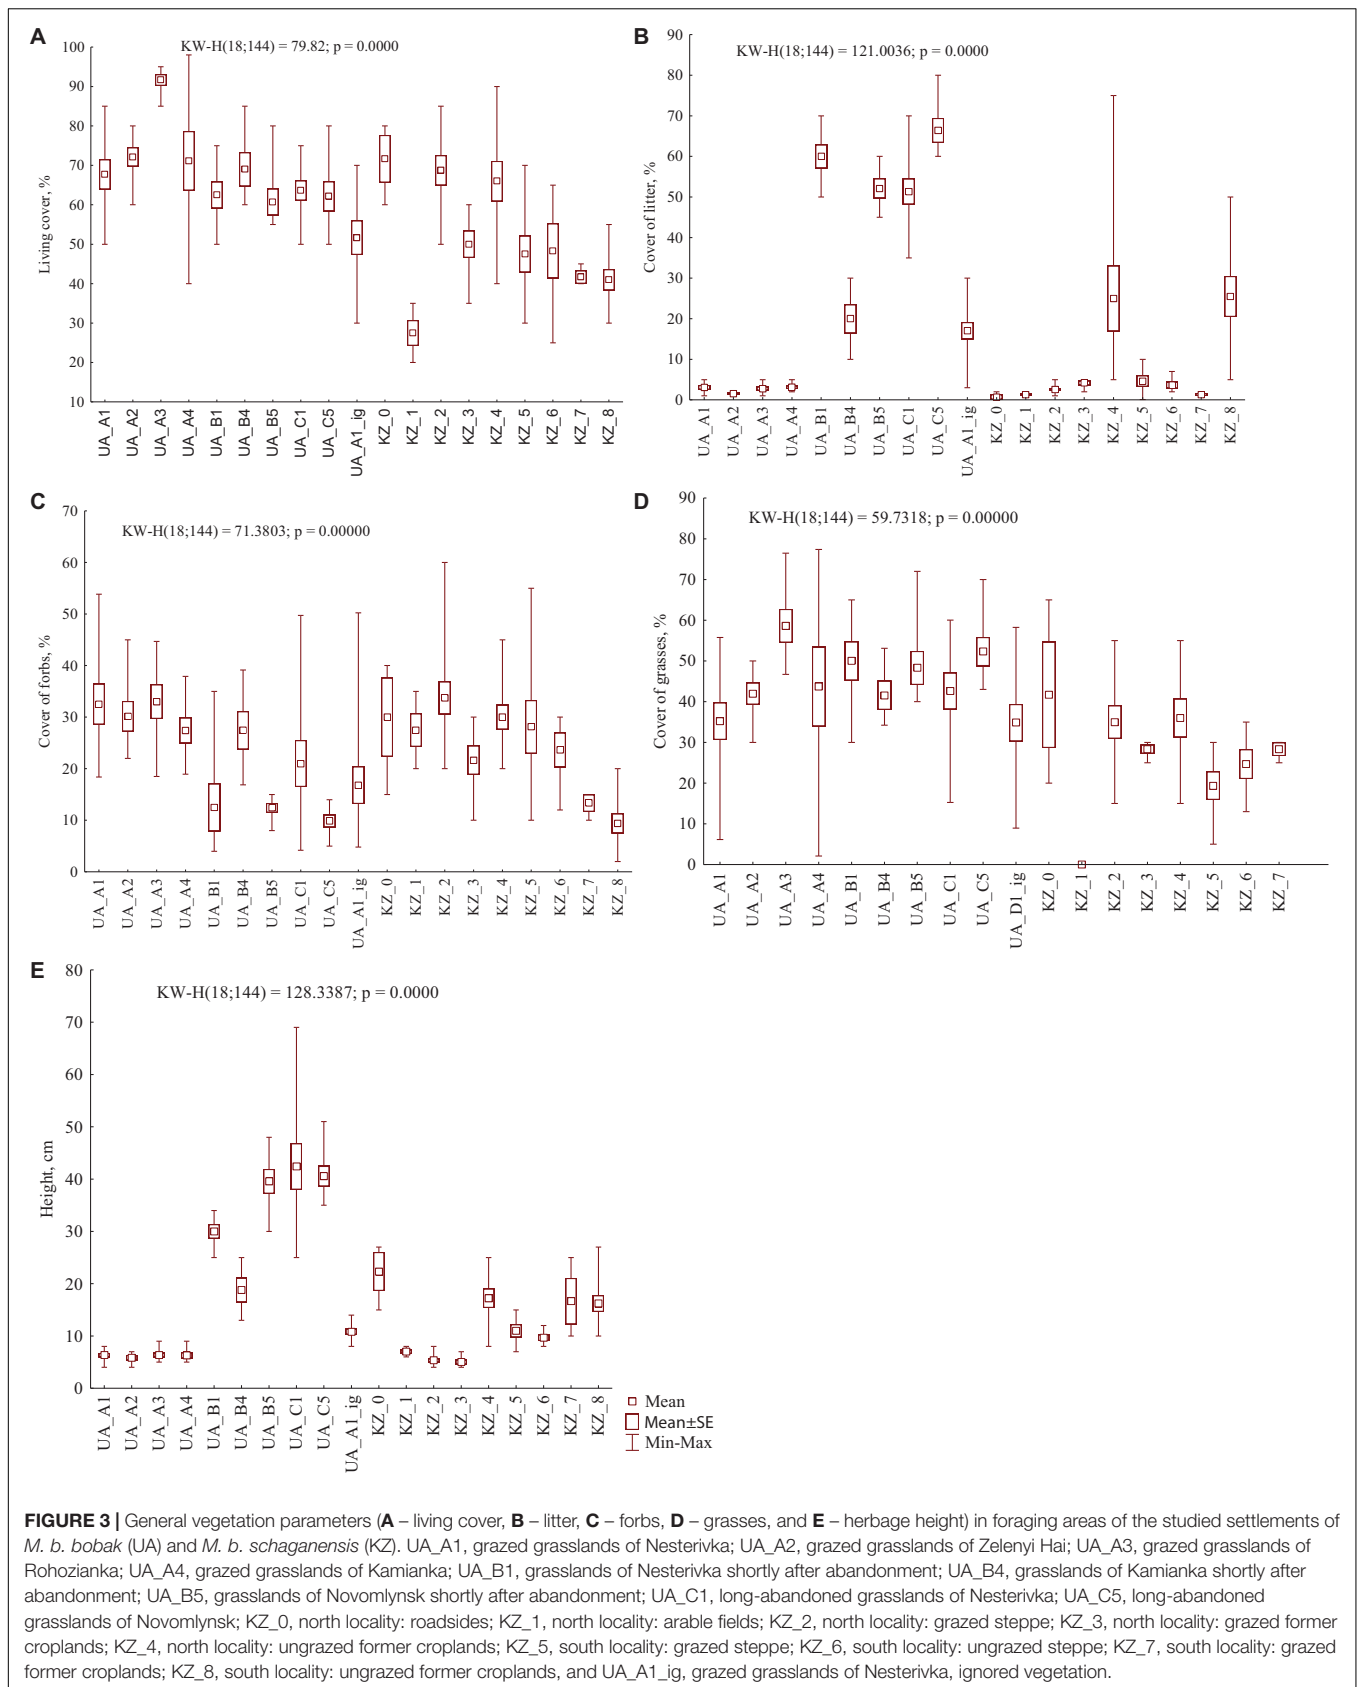 A
KW-H(18;144) = 79.82; p = 0.0000
Living cover, %
100
90
80
70
60
50
40
30
20
10
UA_A1
UA_A2
UA_A3
UA_A4
UA_B1
UA_B4
UA_B5
UA_C1
UA_C5
UA_A1_ig
KZ_0
KZ_1
KZ_2
KZ_3
KZ_4
KZ_5
KZ_6
KZ_7
KZ_8
B
KW-H(18;144) = 121.0036; p = 0.0000
Cover of litter, %
80
70
60
50
40
30
20
10
0
UA_A1
UA_A2
UA_A3
UA_A4
UA_B1
UA_B4
UA_B5
UA_C1
UA_C5
UA_A1_ig
KZ_0
KZ_1
KZ_2
KZ_3
KZ_4
KZ_5
KZ_6
KZ_7
KZ_8
C
KW-H(18;144) = 71.3803; p = 0.00000
Cover of forbs, %
70
60
50
40
30
20
10
0
UA_A1
UA_A2
UA_A3
UA_A4
UA_B1
UA_B4
UA_B5
UA_C1
UA_C5
UA_A1_ig
KZ_0
KZ_1
KZ_2
KZ_3
KZ_4
KZ_5
KZ_6
KZ_7
KZ_8
D
KW-H(18;144) = 59.7318; p = 0.00000
Cover of grasses, %
90
80
70
60
50
40
30
20
10
0
UA_A1
UA_A2
UA_A3
UA_A4
UA_B1
UA_B4
UA_B5
UA_C1
UA_C5
UA_D1_ig
KZ_0
KZ_1
KZ_2
KZ_3
KZ_4
KZ_5
KZ_6
KZ_7
E
KW-H(18;144) = 128.3387; p = 0.0000
Height, cm
80
70
60
50
40
30
20
10
0
UA_A1
UA_A2
UA_A3
UA_A4
UA_B1
UA_B4
UA_B5
UA_C1
UA_C5
UA_A1_ig
KZ_0
KZ_1
KZ_2
KZ_3
KZ_4
KZ_5
KZ_6
KZ_7
KZ_8
Mean
Mean±SE
Min-Max
FIGURE 3 | General vegetation parameters (A – living cover, B – litter, C – forbs, D – grasses, and E – herbage height) in foraging areas of the studied settlements of
M. b. bobak (UA) and M. b. schaganensis (KZ). UA_A1, grazed grasslands of Nesterivka; UA_A2, grazed grasslands of Zelenyi Hai; UA_A3, grazed grasslands of
Rohozianka; UA_A4, grazed grasslands of Kamianka; UA_B1, grasslands of Nesterivka shortly after abandonment; UA_B4, grasslands of Kamianka shortly after
abandonment; UA_B5, grasslands of Novomlynsk shortly after abandonment; UA_C1, long-abandoned grasslands of Nesterivka; UA_C5, long-abandoned
grasslands of Novomlynsk; KZ_0, north locality: roadsides; KZ_1, north locality: arable fields; KZ_2, north locality: grazed steppe; KZ_3, north locality: grazed former
croplands; KZ_4, north locality: ungrazed former croplands; KZ_5, south locality: grazed steppe; KZ_6, south locality: ungrazed steppe; KZ_7, south locality: grazed
former croplands; KZ_8, south locality: ungrazed former croplands, and UA_A1_ig, grazed grasslands of Nesterivka, ignored vegetation.